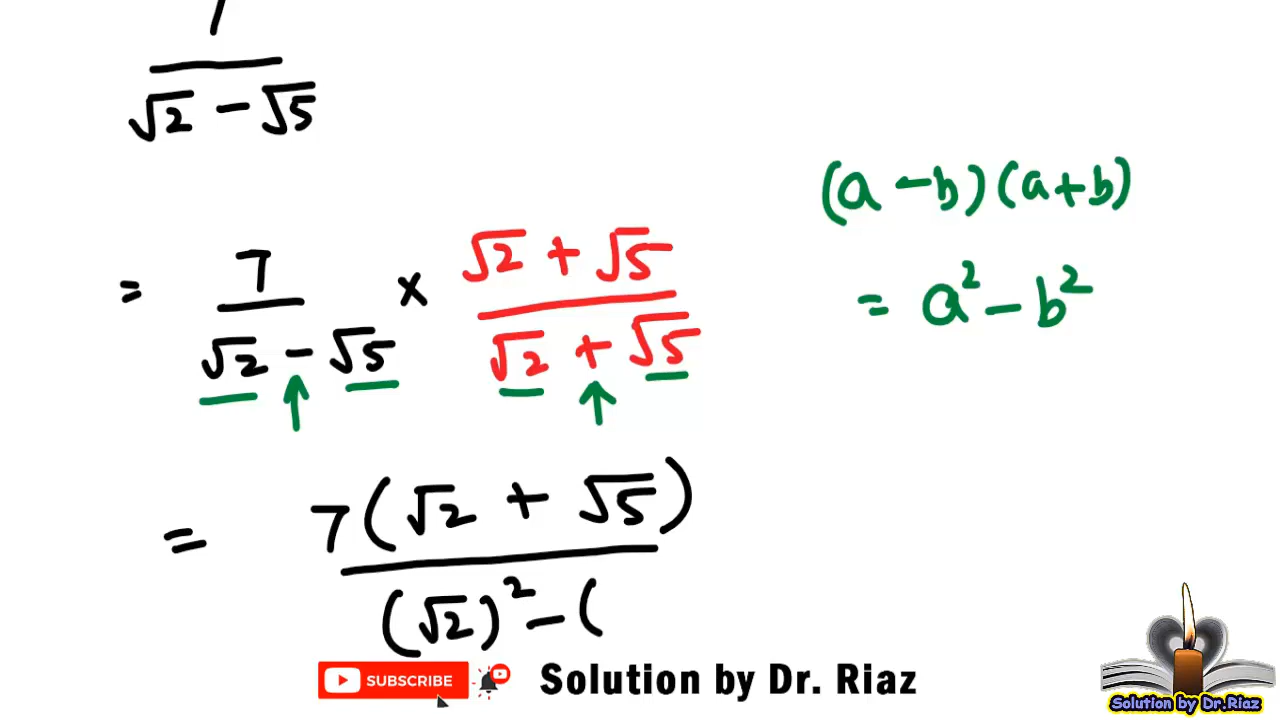 7
√2 − √5
(a − b)(a + b)
= a² − b²
= 7 / (√2 − √5) × (√2 + √5) / (√2 + √5)
= 7(√2 + √5)
(√2)² − (
SUBSCRIBE
Solution by Dr. Riaz
Solution by Dr.Riaz